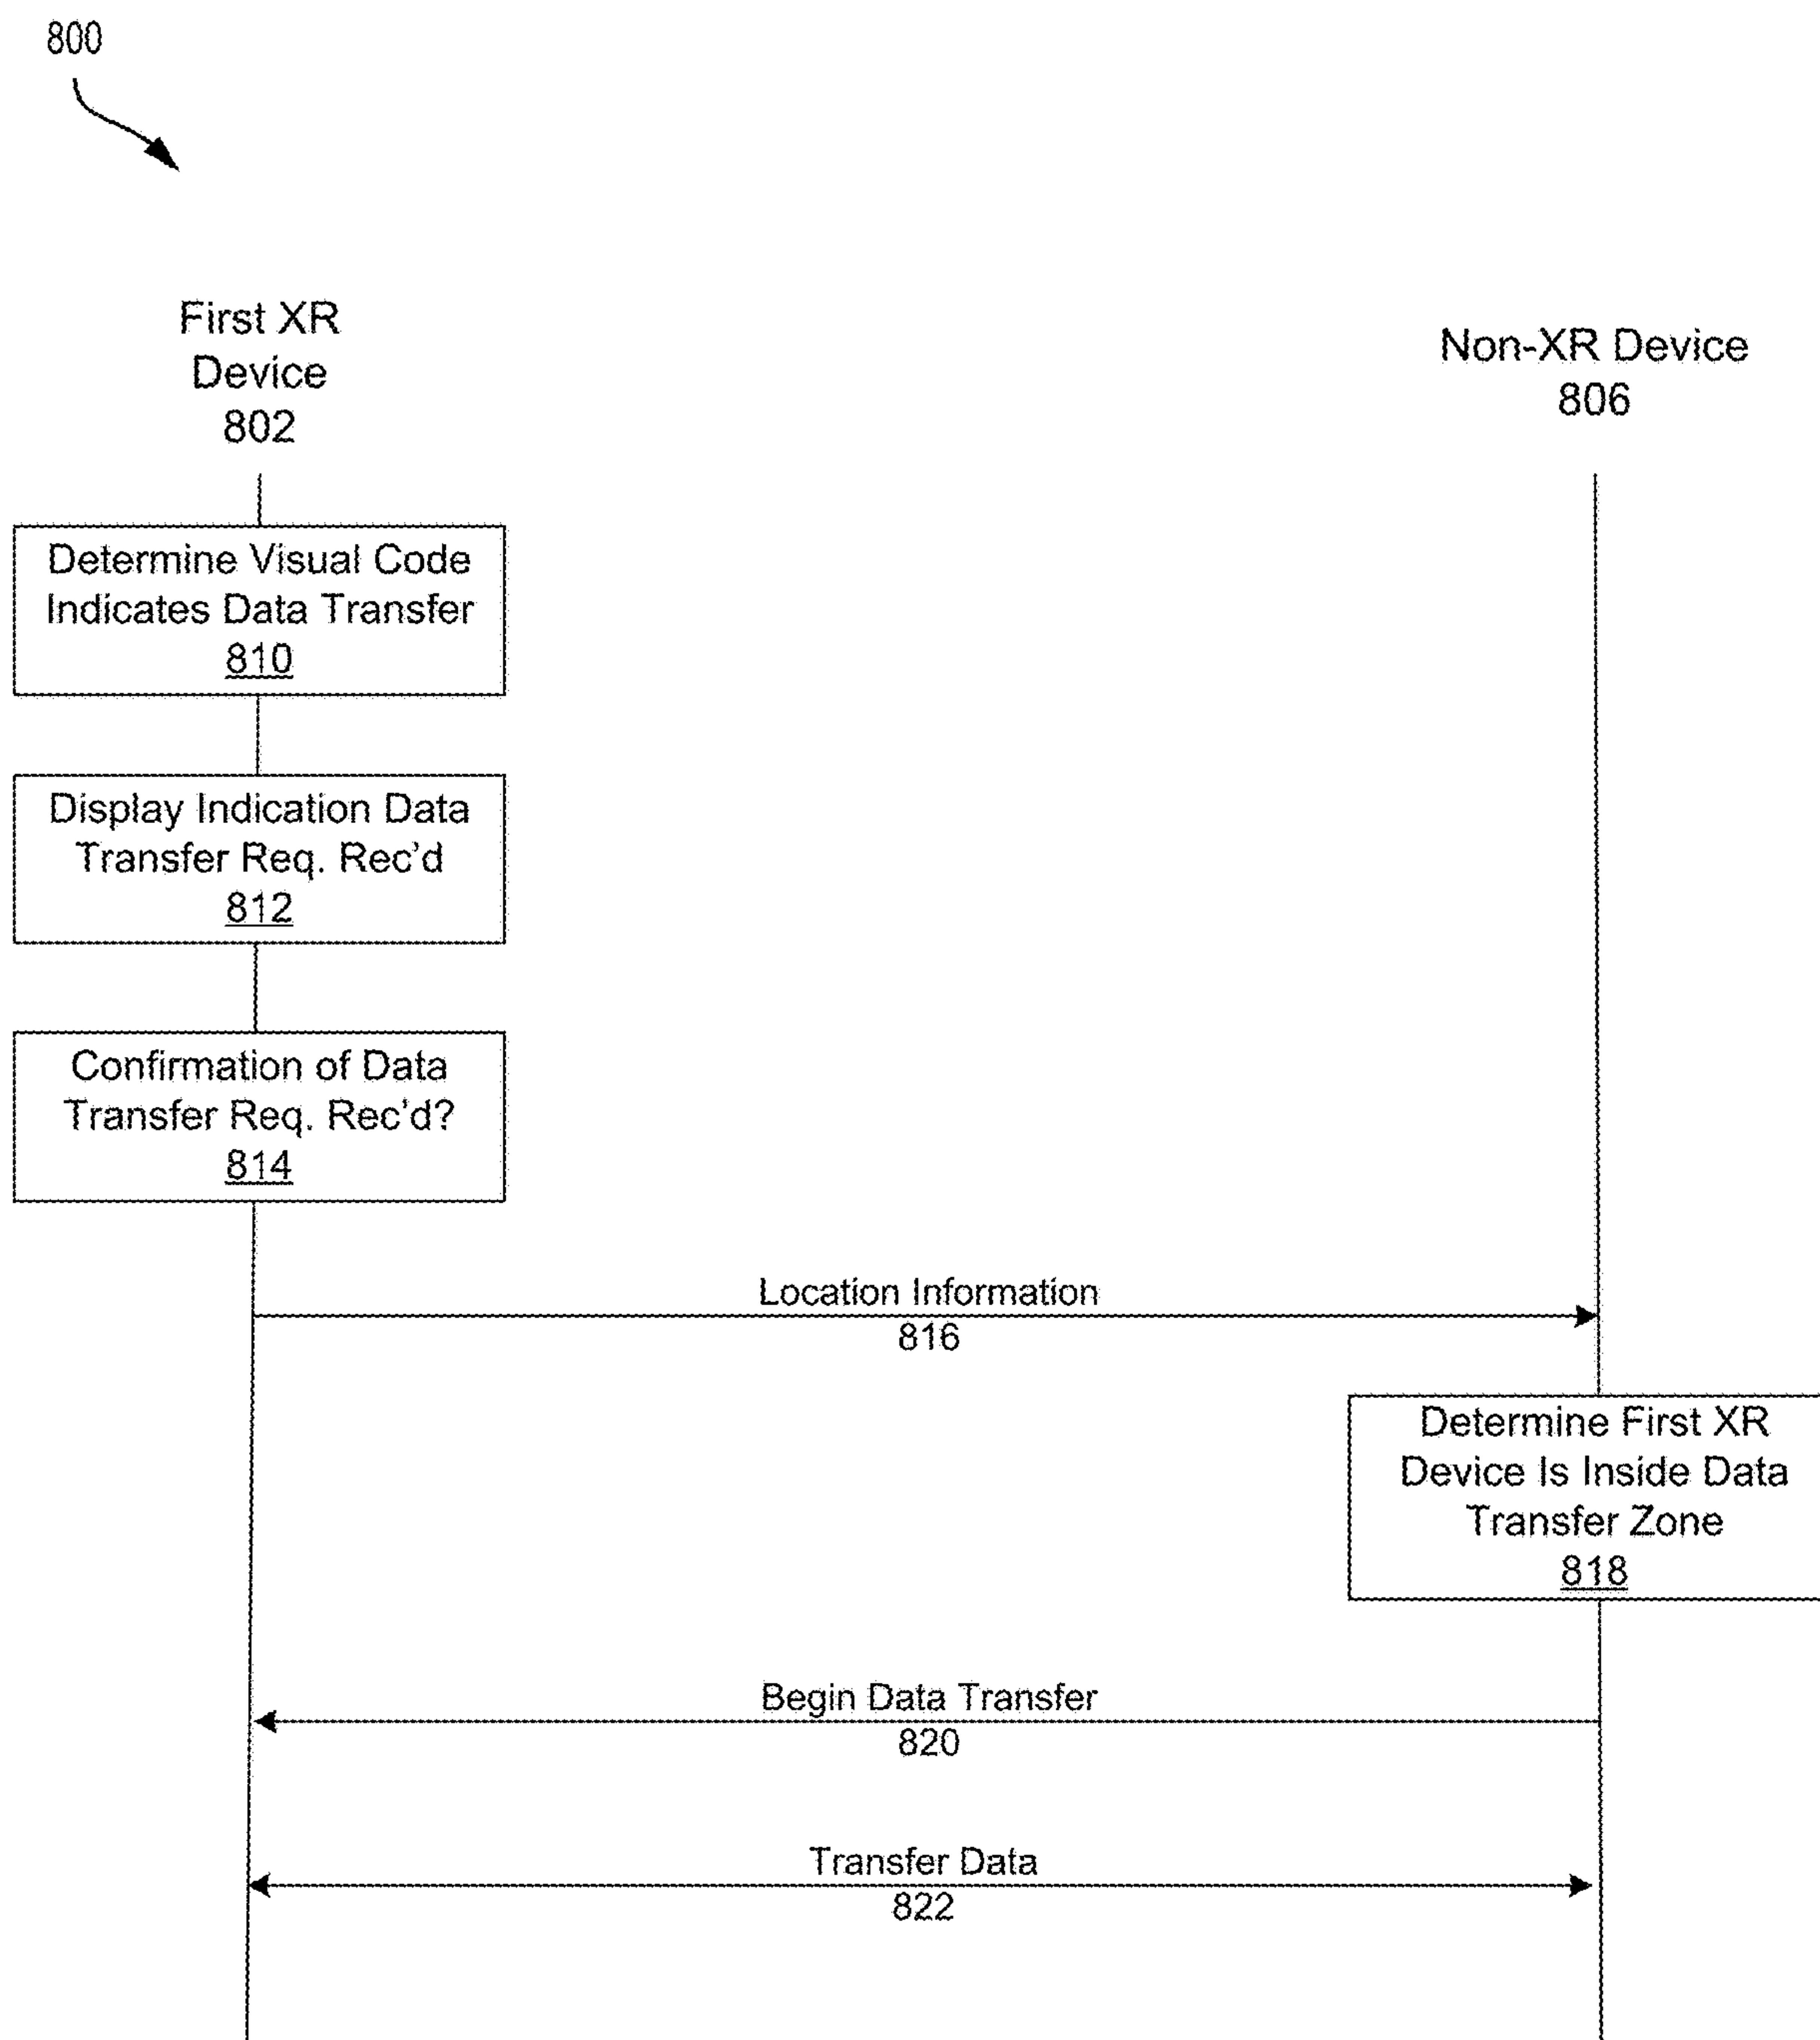 800
First XR
Device
802
Non-XR Device
806
Determine Visual Code
Indicates Data Transfer
810
Display Indication Data
Transfer Req. Rec'd
812
Confirmation of Data
Transfer Req. Rec'd?
814
Location Information
816
Determine First XR
Device Is Inside Data
Transfer Zone
818
Begin Data Transfer
820
Transfer Data
822